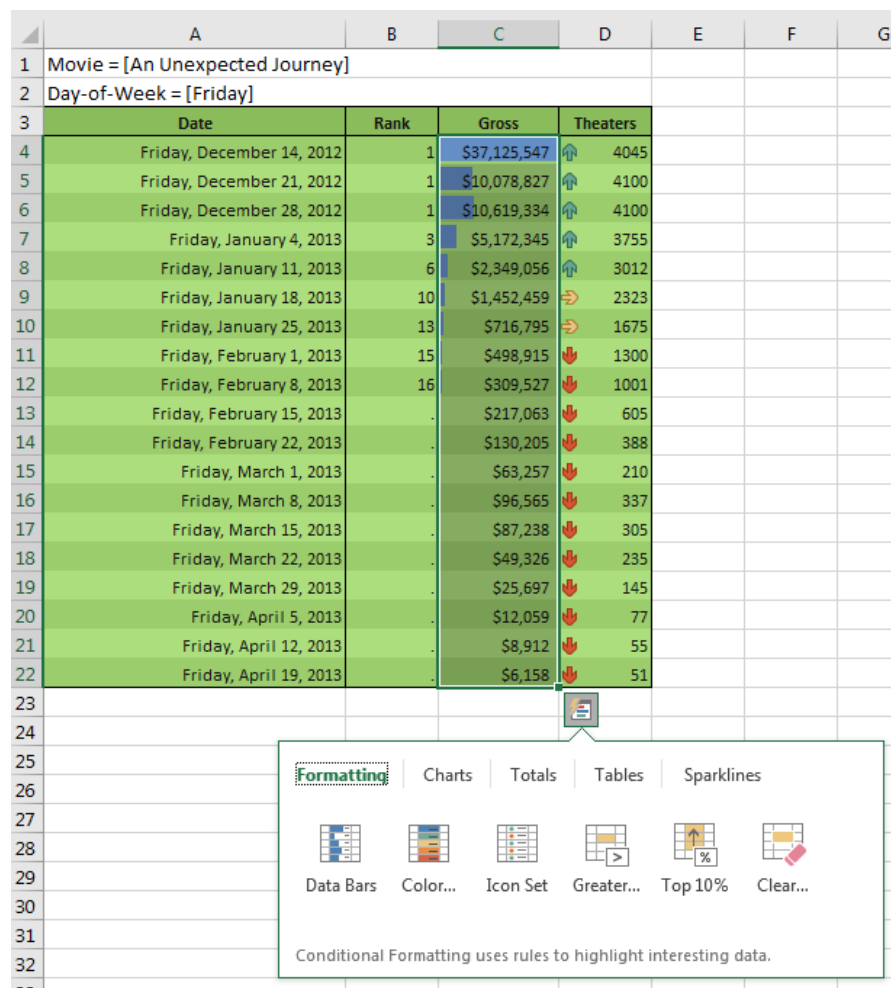 A B C D E F G
1 Movie = [An Unexpected Journey]
2 Day-of-Week = [Friday]
3 Date Rank Gross Theaters
4 Friday, December 14, 2012 1 $37,125,547 4045
5 Friday, December 21, 2012 1 $10,078,827 4100
6 Friday, December 28, 2012 1 $10,619,334 4100
7 Friday, January 4, 2013 3 $5,172,345 3755
8 Friday, January 11, 2013 6 $2,349,056 3012
9 Friday, January 18, 2013 10 $1,452,459 2323
10 Friday, January 25, 2013 13 $716,795 1675
11 Friday, February 1, 2013 15 $498,915 1300
12 Friday, February 8, 2013 16 $309,527 1001
13 Friday, February 15, 2013 . $217,063 605
14 Friday, February 22, 2013 . $130,205 388
15 Friday, March 1, 2013 . $63,257 210
16 Friday, March 8, 2013 . $96,565 337
17 Friday, March 15, 2013 . $87,238 305
18 Friday, March 22, 2013 . $49,326 235
19 Friday, March 29, 2013 . $25,697 145
20 Friday, April 5, 2013 . $12,059 77
21 Friday, April 12, 2013 . $8,912 55
22 Friday, April 19, 2013 . $6,158 51
23
24
25
26 Formatting Charts Totals Tables Sparklines
27
28
29 Data Bars Color... Icon Set Greater... Top 10% Clear...
30
31
32 Conditional Formatting uses rules to highlight interesting data.